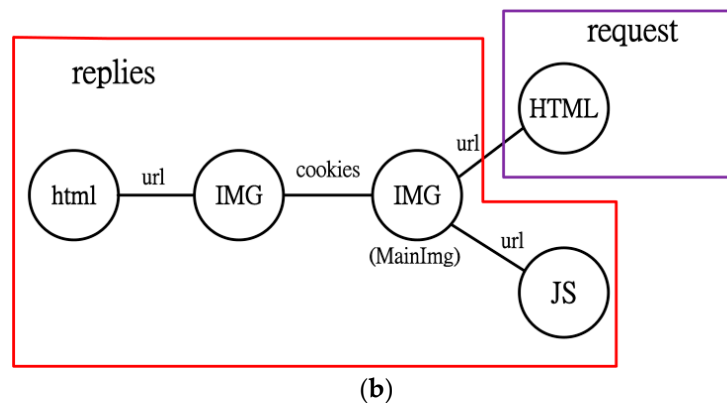 request
replies
HTML
url
cookies
url
html
IMG
IMG
(MainImg)
url
JS
(b)